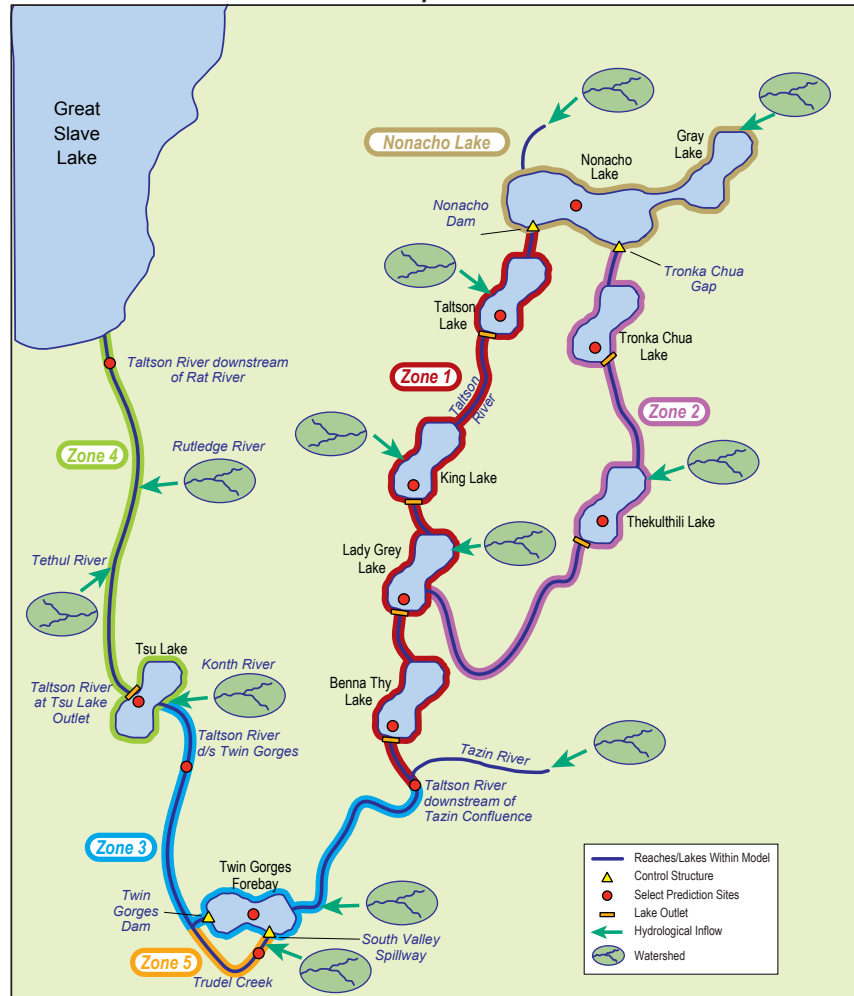 Great
Slave
Lake
Nonacho Lake
Gray
Lake
Nonacho
Lake
Nonacho
Dam
Tronka Chua
Gap
Taltson
Lake
Tronka Chua
Lake
Taltson River downstream
of Rat River
Zone 1
Taltson
River
Zone 2
Zone 4
Rutledge River
King Lake
Thekulthili Lake
Lady Grey
Lake
Tethul River
Tsu Lake
Konth River
Benna Thy
Lake
Taltson River
at Tsu Lake
Outlet
Taltson River
d/s Twin Gorges
Tazin River
Taltson River
downstream of
Tazin Confluence
Zone 3
Twin Gorges
Forebay
Twin
Gorges
Dam
South Valley
Spillway
Zone 5
Trudel Creek
Reaches/Lakes Within Model
Control Structure
Select Prediction Sites
Lake Outlet
Hydrological Inflow
Watershed